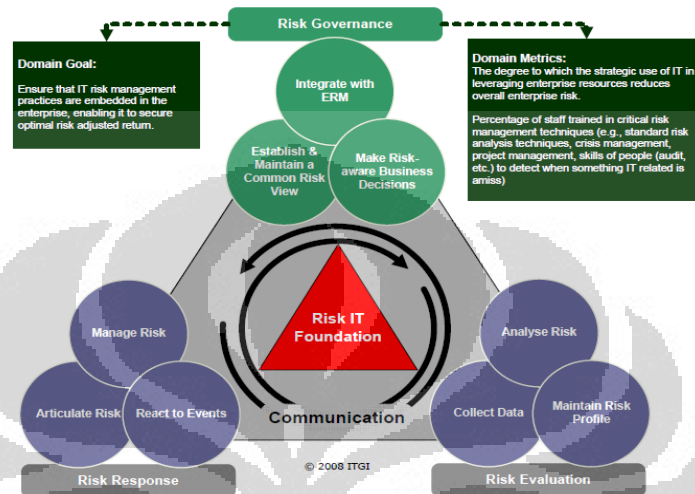 Risk Governance
Domain Goal:
Ensure that IT risk management
practices are embedded in the
enterprise, enabling it to secure
optimal risk adjusted return.
Domain Metrics:
The degree to which the strategic use of IT in
leveraging enterprise resources reduces
overall enterprise risk.
Percentage of staff trained in critical risk
management techniques (e.g., standard risk
analysis techniques, crisis management,
project management, skills of people (audit,
etc.) to detect when something IT related is
amiss)
Integrate with
ERM
Establish &
Maintain a
Common Risk
View
Make Risk-
aware Business
Decisions
Risk IT
Foundation
Communication
Manage Risk
Articulate Risk
React to Events
Risk Response
Analyse Risk
Collect Data
Maintain Risk
Profile
Risk Evaluation
© 2008 ITGI